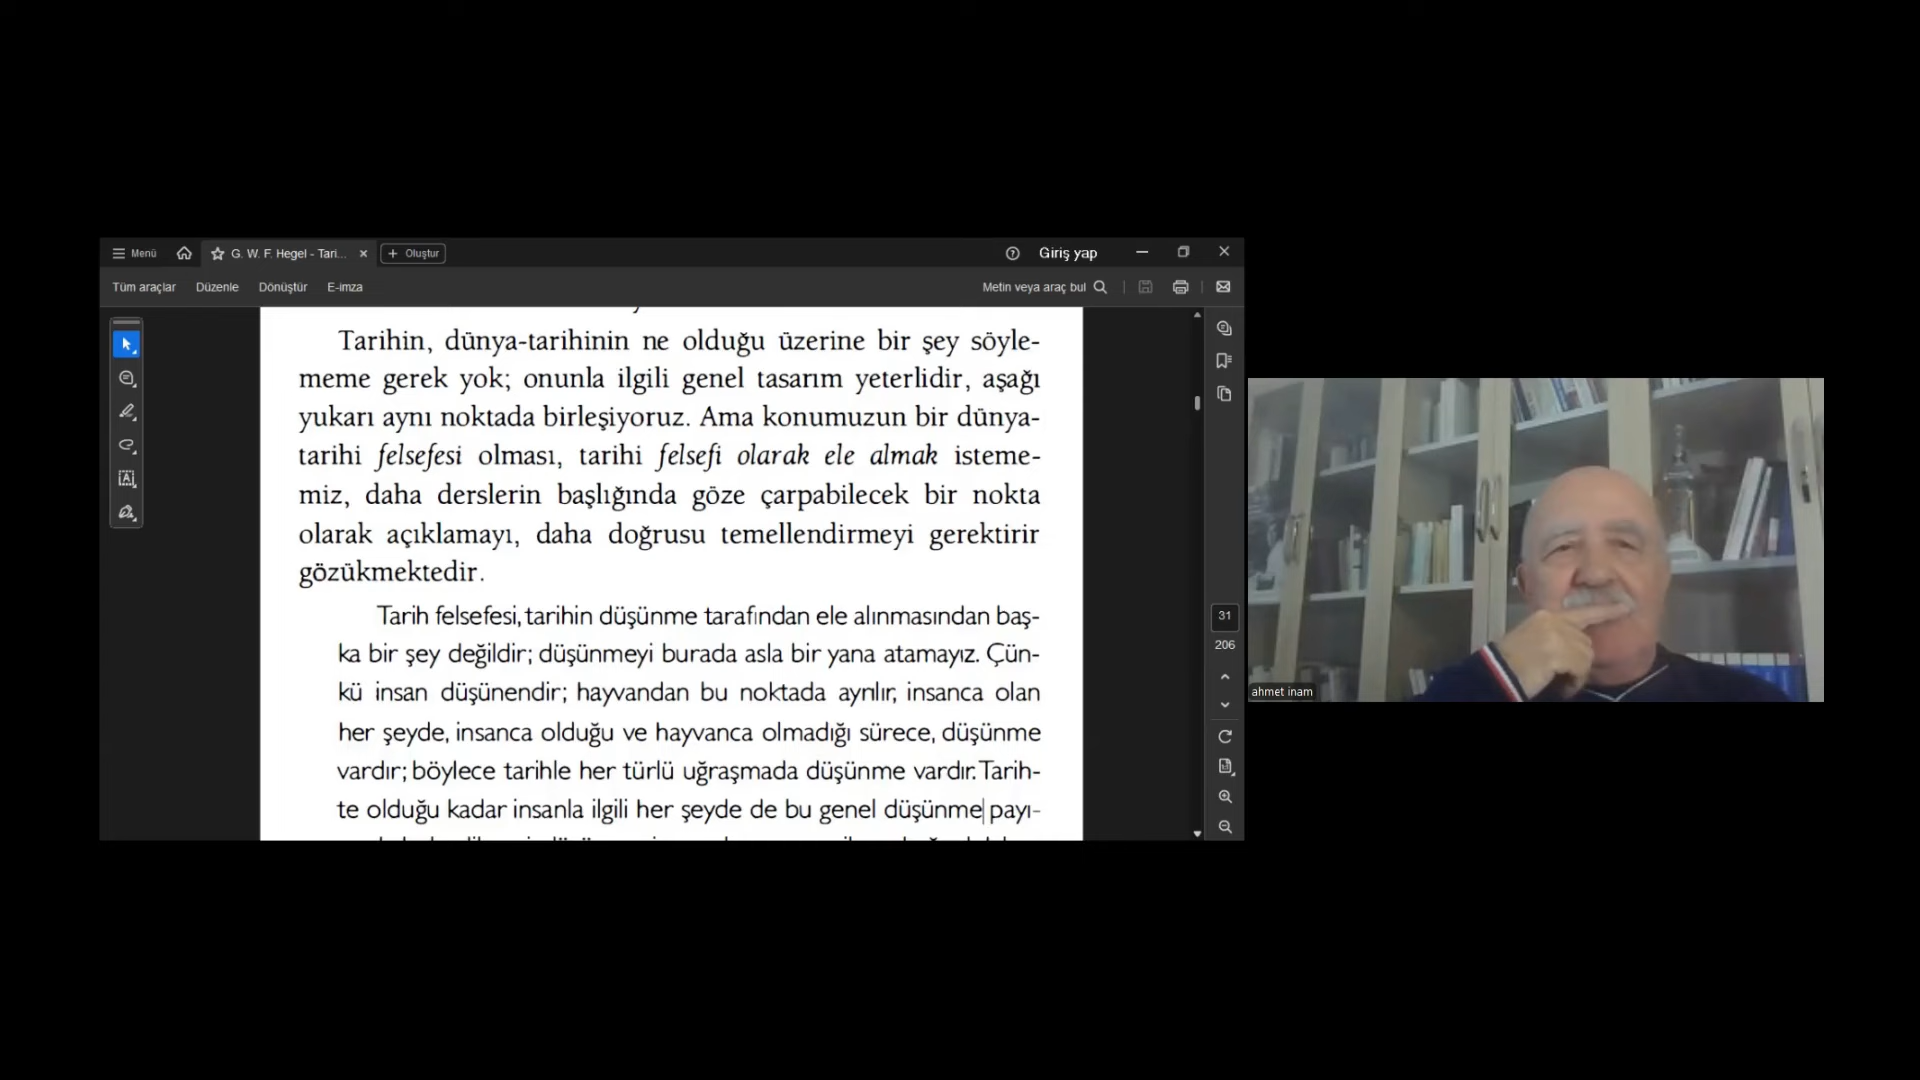 Menü
G. W. F. Hegel - Tari...
Oluştur
Giriş yap
Tüm araçlar
Düzenle
Dönüştür
E-imza
Metin veya araç bul
Tarihin, dünya-tarihinin ne olduğu üzerine bir şey söyle-
meme gerek yok; onunla ilgili genel tasarım yeterlidir, aşağı
yukarı aynı noktada birleşiyoruz. Ama konumuzun bir dünya-
tarihi felsefesi olması, tarihi felsefi olarak ele almak isteme-
miz, daha derslerin başlığında göze çarpabilecek bir nokta
olarak açıklamayı, daha doğrusu temellendirmeyi gerektirir
gözükmektedir.
Tarih felsefesi, tarihin düşünme tarafından ele alınmasından baş-
ka bir şey değildir; düşünmeyi burada asla bir yana atamayız. Çün-
kü insan düşünendir; hayvandan bu noktada ayrılır, insanca olan
her şeyde, insanca olduğu ve hayvanca olmadığı sürece, düşünme
vardır; böylece tarihle her türlü uğraşmada düşünme vardır. Tarih-
te olduğu kadar insanla ilgili her şeyde de bu genel düşünme payı-
31
206
ahmet inam